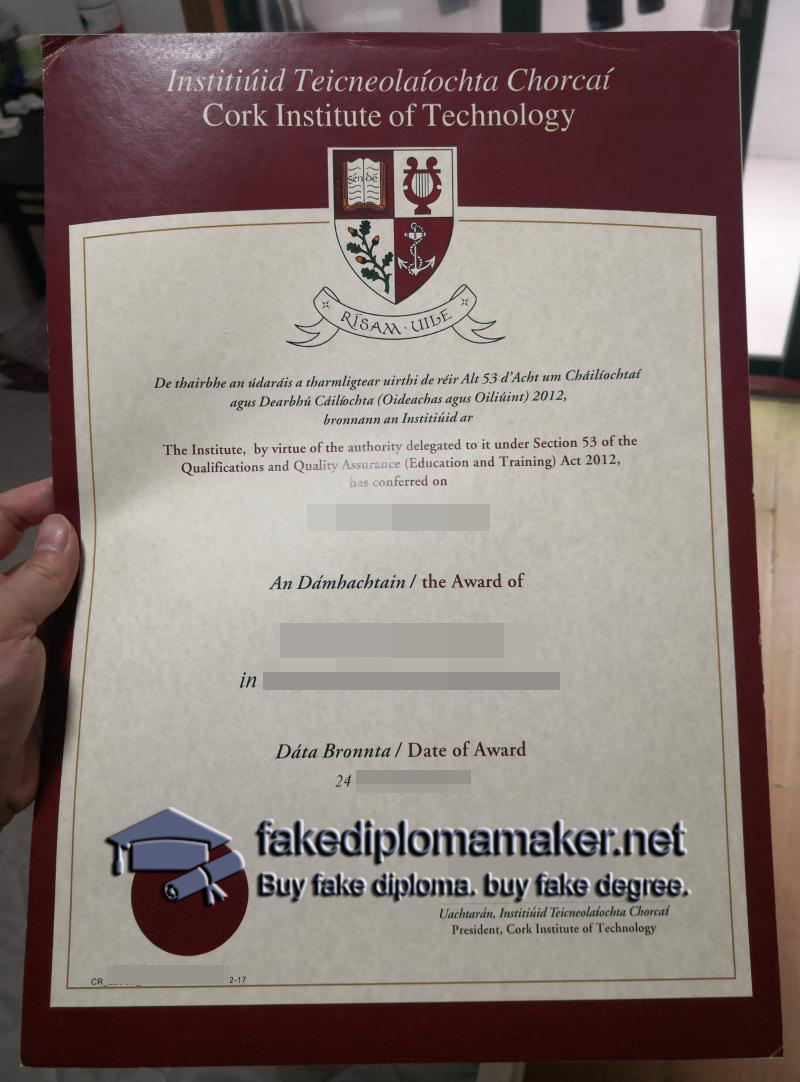 Institiúid Teicneolaíochta Chorcaí
Cork Institute of Technology
sén dé
RÍSAM · UILE
De thairbhe an údaráis a tharmligtear uirthi de réir Alt 53 d'Acht um Cháilíochtaí
agus Dearbhú Cáilíochta (Oideachas agus Oiliúint) 2012,
bronnann an Institiúid ar
The Institute, by virtue of the authority delegated to it under Section 53 of the
Qualifications and Quality Assurance (Education and Training) Act 2012,
has conferred on
An Dámhachtain / the Award of
in
Dáta Bronnta / Date of Award
24
fakediplomamaker.net
Buy fake diploma. buy fake degree.
Uachtarán, Institiúid Teicneolaíochta Chorcaí
President, Cork Institute of Technology
CR_ 2-17